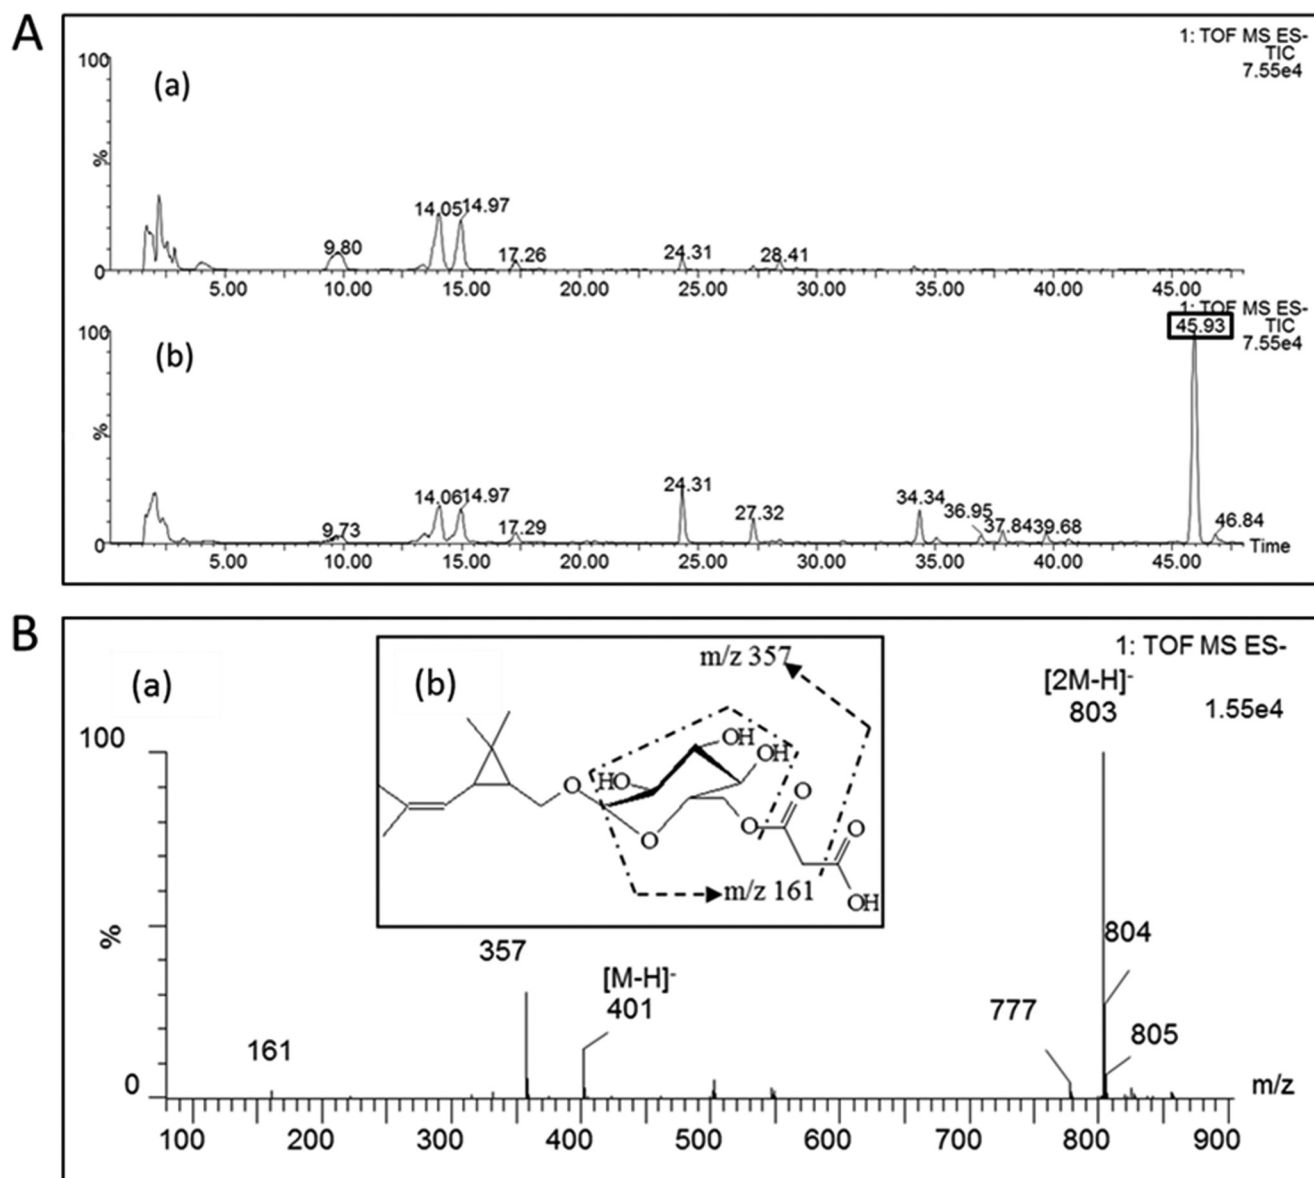 A
1: TOF MS ES-
TIC
7.55e4
100
(a)
%
14.05 14.97
9.80
17.26
24.31
28.41
0
5.00 10.00 15.00 20.00 25.00 30.00 35.00 40.00 45.00
1: TOF MS ES-
TIC
7.55e4
100
45.93
(b)
%
14.06 14.97
9.73
17.29
24.31
27.32
34.34
36.95
37.84 39.68
46.84
0
Time
5.00 10.00 15.00 20.00 25.00 30.00 35.00 40.00 45.00
B
1: TOF MS ES-
1.55e4
(a)
(b)
m/z 357
[2M-H]-
803
100
OH
OH
HO
O
O
O
O
O
OH
m/z 161
%
357
[M-H]-
401
161
777
804
805
0
m/z
100 200 300 400 500 600 700 800 900